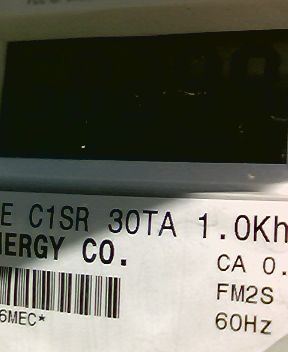 E C1SR 30TA 1.0Kh
NERGY CO.
CA 0.
FM2S
6MEC*
60Hz